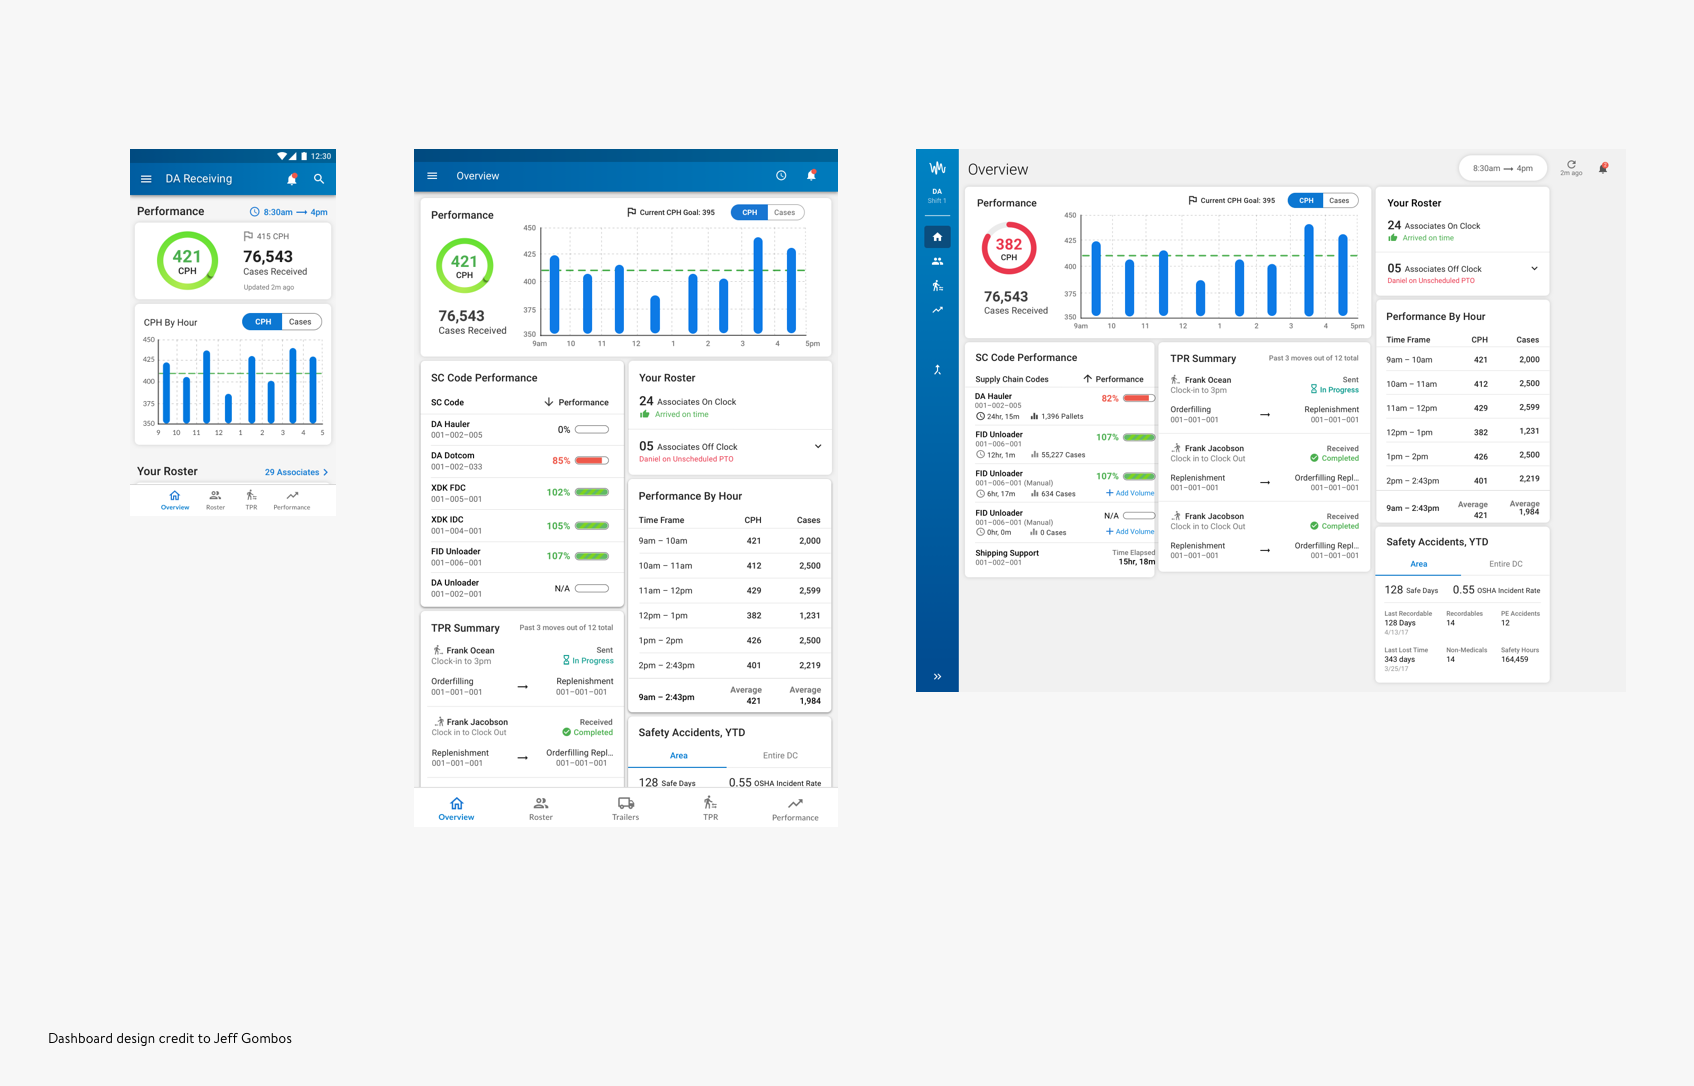 12:30
DA Receiving
Performance
8:30am → 4pm
421
CPH
415 CPH
76,543
Cases Received
Updated 2m ago
CPH By Hour
CPH Cases
450
425
400
375
350
9 10 11 12 1 2 3 4 5
Your Roster
29 Associates
Overview Roster TPR Performance
Overview
Performance
Current CPH Goal: 395
CPH Cases
421
CPH
76,543
Cases Received
450
425
400
375
350
9am 10 11 12 1 2 3 4 5pm
SC Code Performance
SC Code Performance
DA Hauler
001-002-005
0%
DA Dotcom
001-002-033
85%
XDK FDC
001-005-001
102%
XDK IDC
001-004-001
105%
FID Unloader
001-006-001
107%
DA Unloader
001-002-001
N/A
TPR Summary
Past 3 moves out of 12 total
Frank Ocean
Clock-in to 3pm
Sent
In Progress
Orderfilling
001-001-001
→
Replenishment
001-001-001
Frank Jacobson
Clock in to Clock Out
Received
Completed
Replenishment
001-001-001
→
Orderfilling Repl...
001-001-001
Your Roster
24 Associates On Clock
Arrived on time
05 Associates Off Clock
Daniel on Unscheduled PTO
Performance By Hour
Time Frame CPH Cases
9am – 10am 421 2,000
10am – 11am 412 2,500
11am – 12pm 429 2,599
12pm – 1pm 382 1,231
1pm – 2pm 426 2,500
2pm – 2:43pm 401 2,219
9am – 2:43pm
Average
421
Average
1,984
Safety Accidents, YTD
Area Entire DC
128 Safe Days 0.55 OSHA Incident Rate
Overview Roster Trailers TPR Performance
DA
Shift 1
Overview
8:30am → 4pm
2m ago
Performance
Current CPH Goal: 395
CPH Cases
382
CPH
76,543
Cases Received
450
425
400
375
350
9am 10 11 12 1 2 3 4 5pm
SC Code Performance
Supply Chain Codes Performance
DA Hauler
001-002-005
24hr, 15m 1,396 Pallets
82%
FID Unloader
001-006-001
12hr, 1m 55,227 Cases
107%
FID Unloader
001-006-001 (Manual)
6hr, 17m 634 Cases
107%
+ Add Volume
FID Unloader
001-006-001 (Manual)
0hr, 0m 0 Cases
N/A
+ Add Volume
Shipping Support
001-002-001
Time Elapsed
15hr, 18m
TPR Summary
Past 3 moves out of 12 total
Frank Ocean
Clock-in to 3pm
Sent
In Progress
Orderfilling
001-001-001
→
Replenishment
001-001-001
Frank Jacobson
Clock in to Clock Out
Received
Completed
Replenishment
001-001-001
→
Orderfilling Repl...
001-001-001
Frank Jacobson
Clock in to Clock Out
Received
Completed
Replenishment
001-001-001
→
Orderfilling Repl...
001-001-001
Your Roster
24 Associates On Clock
Arrived on time
05 Associates Off Clock
Daniel on Unscheduled PTO
Performance By Hour
Time Frame CPH Cases
9am – 10am 421 2,000
10am – 11am 412 2,500
11am – 12pm 429 2,599
12pm – 1pm 382 1,231
1pm – 2pm 426 2,500
2pm – 2:43pm 401 2,219
9am – 2:43pm
Average
421
Average
1,984
Safety Accidents, YTD
Area Entire DC
128 Safe Days 0.55 OSHA Incident Rate
Last Recordable
128 Days
4/13/17
Recordables
14
PE Accidents
12
Last Lost Time
343 days
3/25/17
Non-Medicals
14
Safety Hours
164,459
Dashboard design credit to Jeff Gombos